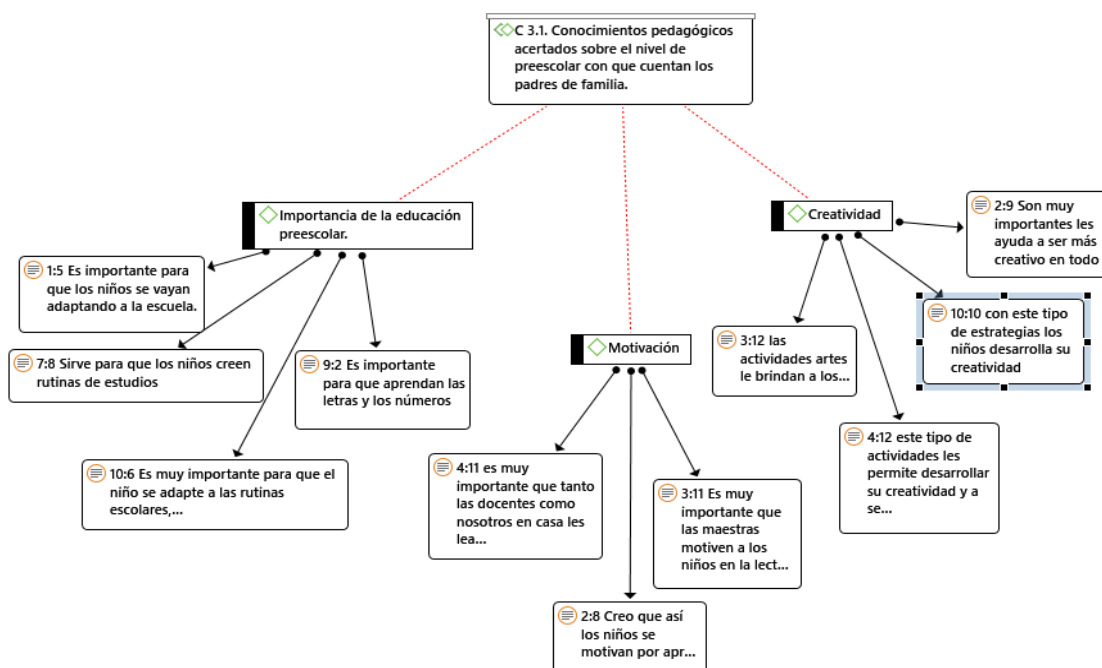 C 3.1. Conocimientos pedagógicos
acertados sobre el nivel de
preescolar con que cuentan los
padres de familia.
Importancia de la educación
preescolar.
1:5 Es importante para
que los niños se vayan
adaptando a la escuela.
7:8 Sirve para que los niños creen
rutinas de estudios
9:2 Es importante
para que aprendan las
letras y los números
10:6 Es muy importante para que el
niño se adapte a las rutinas
escolares,...
Motivación
4:11 es muy
importante que tanto
las docentes como
nosotros en casa les
lea...
3:11 Es muy
importante que
las maestras
motiven a los
niños en la lect...
2:8 Creo que así
los niños se
motivan por apr...
Creatividad
2:9 Son muy
importantes les
ayuda a ser más
creativo en todo
10:10 con este tipo
de estrategias los
niños desarrolla su
creatividad
3:12 las
actividades artes
le brindan a los...
4:12 este tipo de
actividades les
permite desarrollar
su creatividad y a
se...